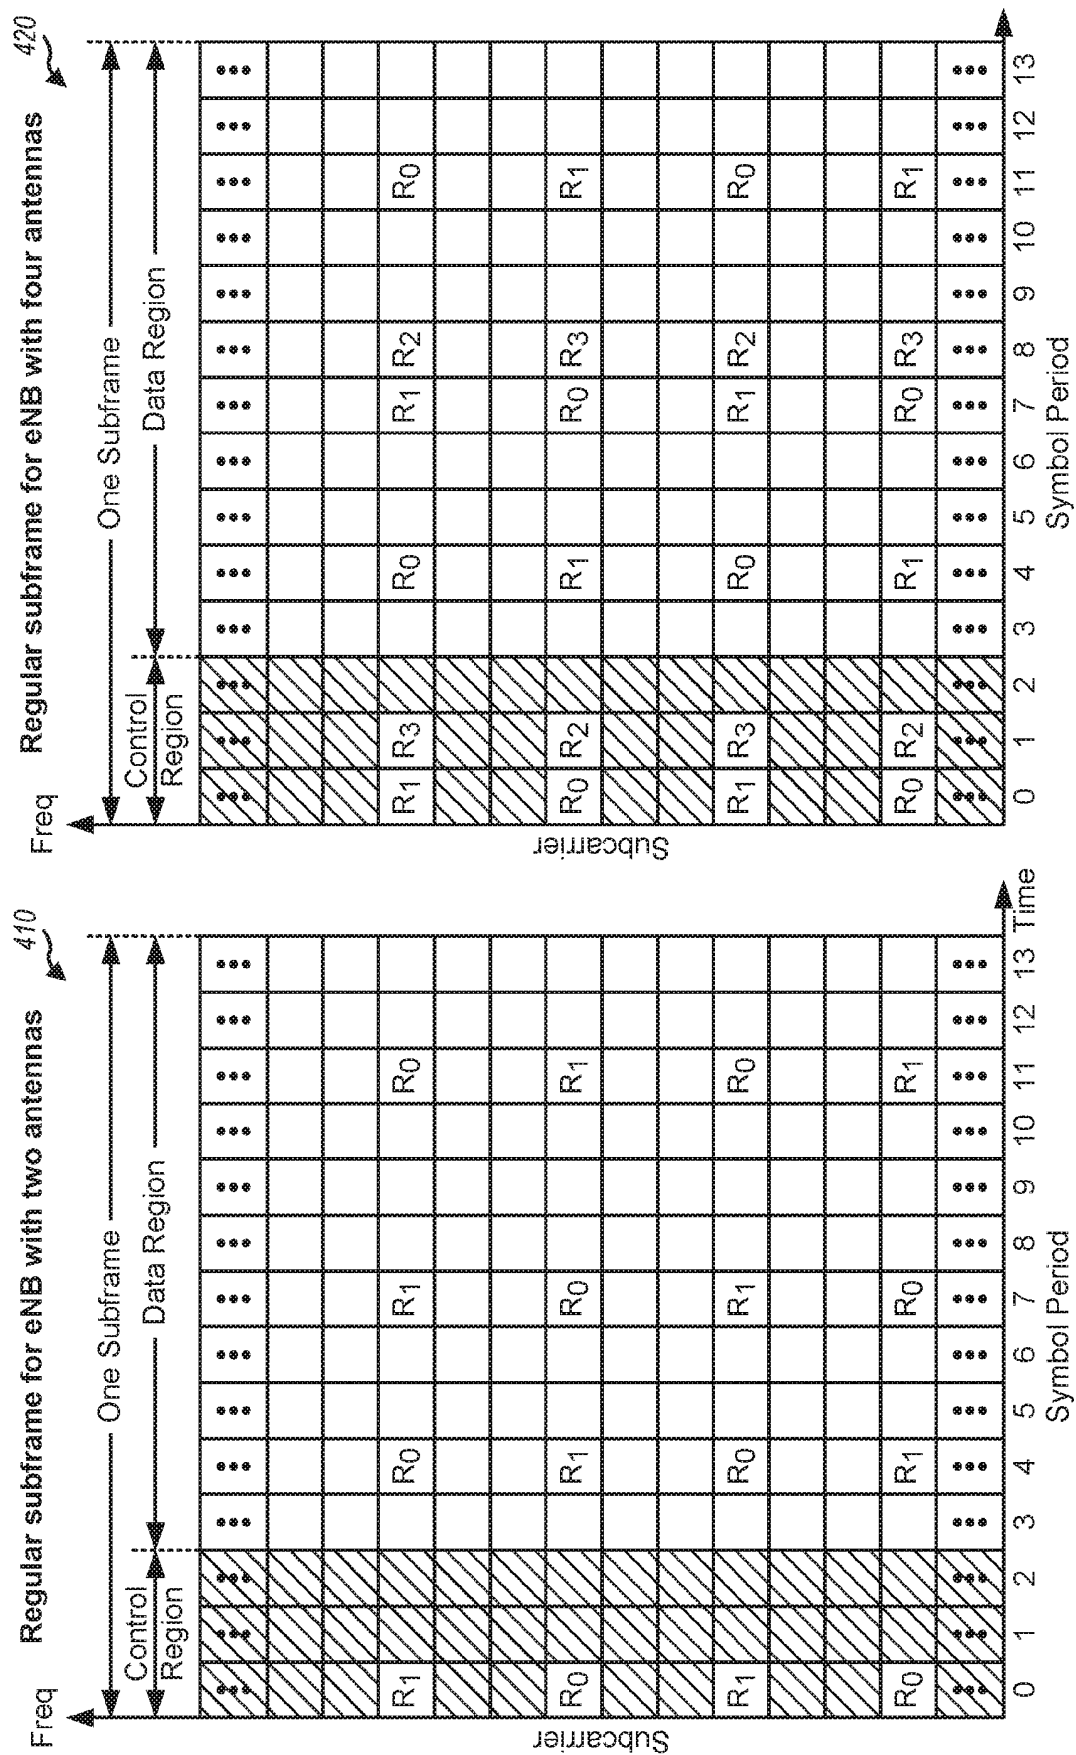 Regular subframe for eNB with two antennas
410
Freq
One Subframe
Control
Region
Data Region
Subcarrier
R1 R0 R1 R0
R0 R1 R0 R1
R1 R0 R1 R0
R0 R1 R0 R1
0 1 2 3 4 5 6 7 8 9 10 11 12 13 Time
Symbol Period
Regular subframe for eNB with four antennas
420
Freq
One Subframe
Control
Region
Data Region
Subcarrier
R1 R3 R0 R1 R2 R0
R0 R2 R1 R0 R3 R1
R1 R3 R0 R1 R2 R0
R0 R2 R1 R0 R3 R1
0 1 2 3 4 5 6 7 8 9 10 11 12 13
Symbol Period